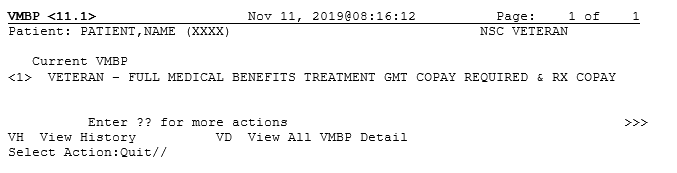 VMBP <11.1> Nov 11, 2019@08:16:12 Page: 1 of 1
Patient: PATIENT,NAME (XXXX) NSC VETERAN
Current VMBP
<1> VETERAN – FULL MEDICAL BENEFITS TREATMENT GMT COPAY REQUIRED & RX COPAY
Enter ?? for more actions >>>
VH View History VD View All VMBP Detail
Select Action:Quit//